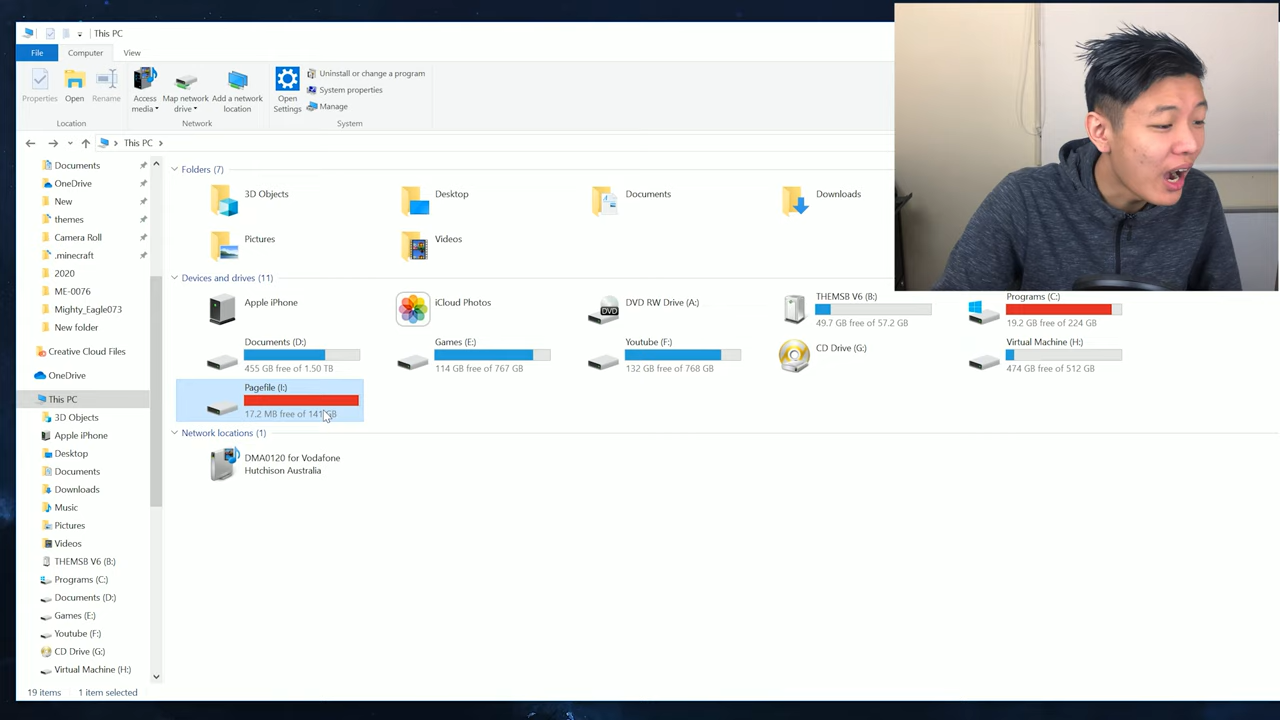 This PC
File
Computer
View
Properties
Open
Rename
Access media
Map network drive
Add a network location
Open Settings
Uninstall or change a program
System properties
Manage
Location
Network
System
This PC
Documents
OneDrive
New
themes
Camera Roll
.minecraft
2020
ME-0076
Mighty_Eagle073
New folder
Creative Cloud Files
OneDrive
This PC
3D Objects
Apple iPhone
Desktop
Documents
Downloads
Music
Pictures
Videos
THEMSB V6 (B:)
Programs (C:)
Documents (D:)
Games (E:)
Youtube (F:)
CD Drive (G:)
Virtual Machine (H:)
Folders (7)
3D Objects
Desktop
Documents
Downloads
Pictures
Videos
Devices and drives (11)
Apple iPhone
iCloud Photos
DVD
DVD RW Drive (A:)
THEMSB V6 (B:)
49.7 GB free of 57.2 GB
Programs (C:)
19.2 GB free of 224 GB
Documents (D:)
455 GB free of 1.50 TB
Games (E:)
114 GB free of 767 GB
Youtube (F:)
132 GB free of 768 GB
CD Drive (G:)
Virtual Machine (H:)
474 GB free of 512 GB
Pagefile (I:)
17.2 MB free of 141 GB
Network locations (1)
DMA0120 for Vodafone
Hutchison Australia
19 items
1 item selected